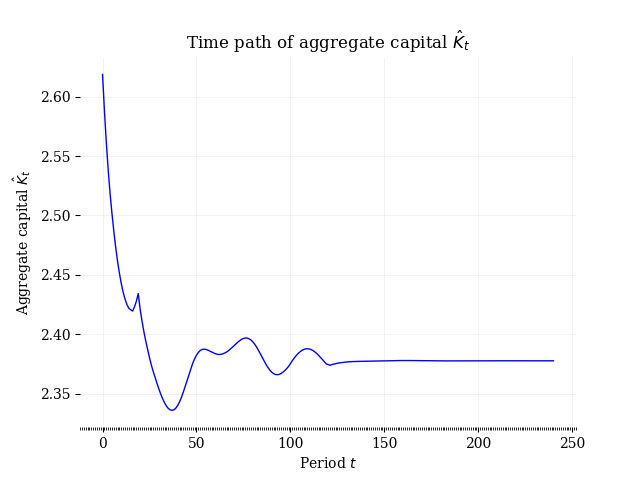 Time path of aggregate capital $\hat{K}_t$
Aggregate capital $\hat{K}_t$
2.60
2.55
2.50
2.45
2.40
2.35
0 50 100 150 200 250
Period $t$